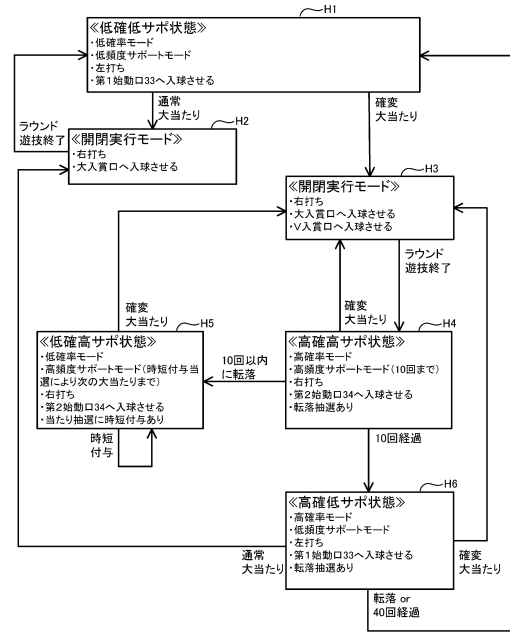 H1
≪低確低サポ状態≫
・低確率モード
・低頻度サポートモード
・左打ち
・第1始動口33へ入球させる
通常
大当たり
確変
大当たり
ラウンド
遊技終了
H2
≪開閉実行モード≫
・右打ち
・大入賞口へ入球させる
H3
≪開閉実行モード≫
・右打ち
・大入賞口へ入球させる
・V入賞口へ入球させる
ラウンド
遊技終了
確変
大当たり
確変
大当たり
H5
≪低確高サポ状態≫
・低確率モード
・高頻度サポートモード(時短付与当
選により次の大当たりまで)
・右打ち
・第2始動口34へ入球させる
・当たり抽選に時短付与あり
時短
付与
10回以内
に転落
H4
≪高確高サポ状態≫
・高確率モード
・高頻度サポートモード(10回まで)
・右打ち
・第2始動口34へ入球させる
・転落抽選あり
10回経過
H6
≪高確低サポ状態≫
・高確率モード
・低頻度サポートモード
・左打ち
・第1始動口33へ入球させる
・転落抽選あり
通常
大当たり
確変
大当たり
転落 or
40回経過